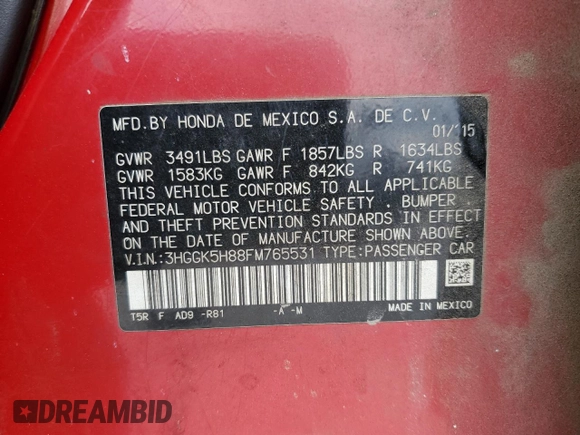 MFD.BY HONDA DE MEXICO S.A. DE C.V.
01/15
GVWR 3491LBS GAWR F 1857LBS R 1634LBS
GVWR 1583KG GAWR F 842KG R 741KG
THIS VEHICLE CONFORMS TO ALL APPLICABLE
FEDERAL MOTOR VEHICLE SAFETY , BUMPER
AND THEFT PREVENTION STANDARDS IN EFFECT
ON THE DATE OF MANUFACTURE SHOWN ABOVE.
V.I.N.:3HGGK5H88FM765531 TYPE:PASSENGER CAR
T5R F AD9 -R81 -A -M MADE IN MEXICO
DREAMBID